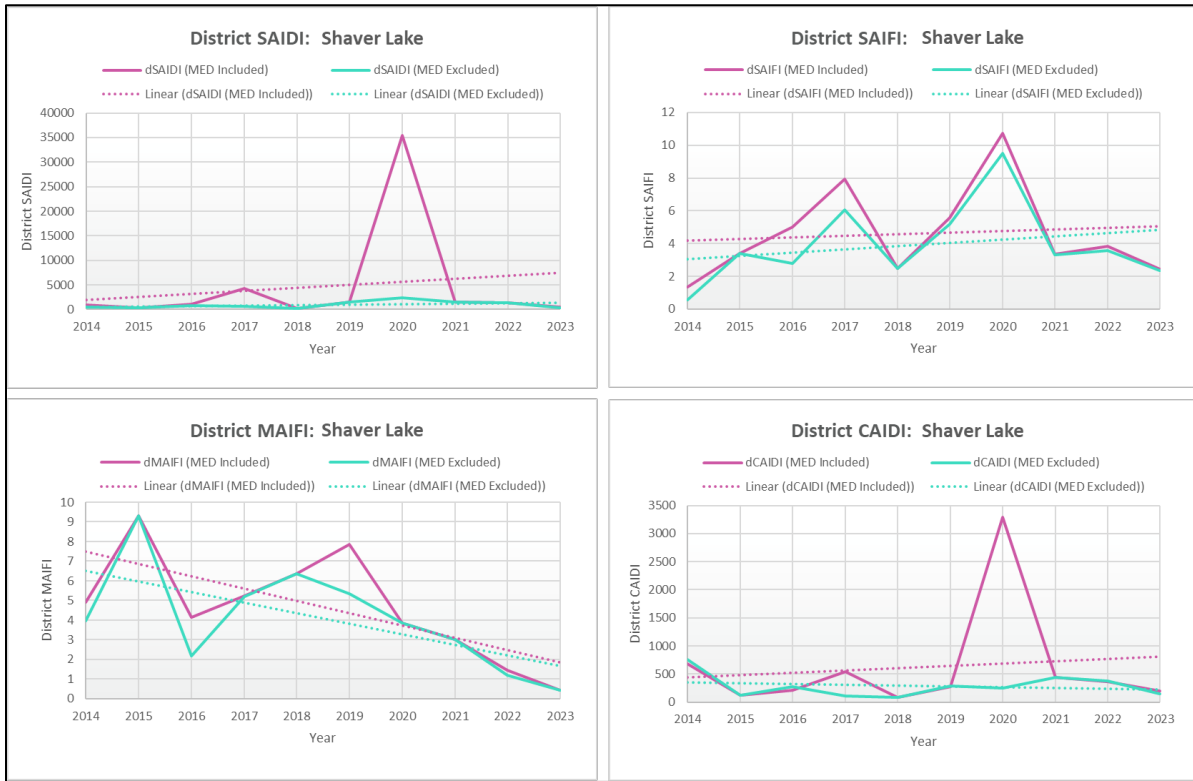 District SAIDI: Shaver Lake
dSAIDI (MED Included) dSAIDI (MED Excluded)
Linear (dSAIDI (MED Included)) Linear (dSAIDI (MED Excluded))
40000
35000
30000
25000
20000
15000
10000
5000
0
District SAIDI
2014 2015 2016 2017 2018 2019 2020 2021 2022 2023
Year
District SAIFI: Shaver Lake
dSAIFI (MED Included) dSAIFI (MED Excluded)
Linear (dSAIFI (MED Included)) Linear (dSAIFI (MED Excluded))
12
10
8
6
4
2
0
District SAIFI
2014 2015 2016 2017 2018 2019 2020 2021 2022 2023
Year
District MAIFI: Shaver Lake
dMAIFI (MED Included) dMAIFI (MED Excluded)
Linear (dMAIFI (MED Included)) Linear (dMAIFI (MED Excluded))
10
9
8
7
6
5
4
3
2
1
0
District MAIFI
2014 2015 2016 2017 2018 2019 2020 2021 2022 2023
Year
District CAIDI: Shaver Lake
dCAIDI (MED Included) dCAIDI (MED Excluded)
Linear (dCAIDI (MED Included)) Linear (dCAIDI (MED Excluded))
3500
3000
2500
2000
1500
1000
500
0
District CAIDI
2014 2015 2016 2017 2018 2019 2020 2021 2022 2023
Year